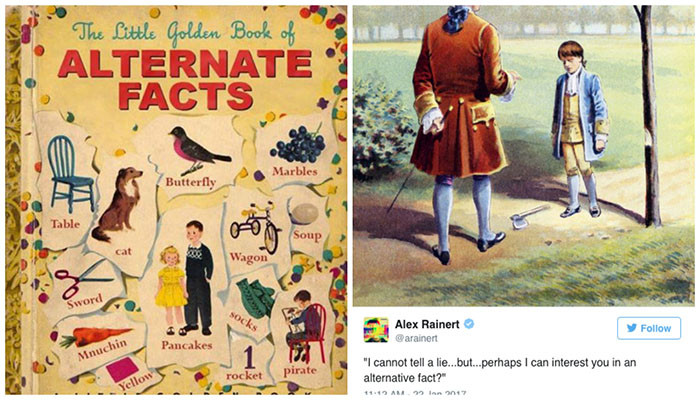 The Little Golden Book of
ALTERNATE
FACTS
Butterfly
Marbles
Table
cat
Wagon
Soup
Sword
socks
Mnuchin
Pancakes
Yellow
1
rocket
pirate
Alex Rainert
@arainert
Follow
"I cannot tell a lie...but...perhaps I can interest you in an
alternative fact?"
11:12 AM - 22 Jan 2017